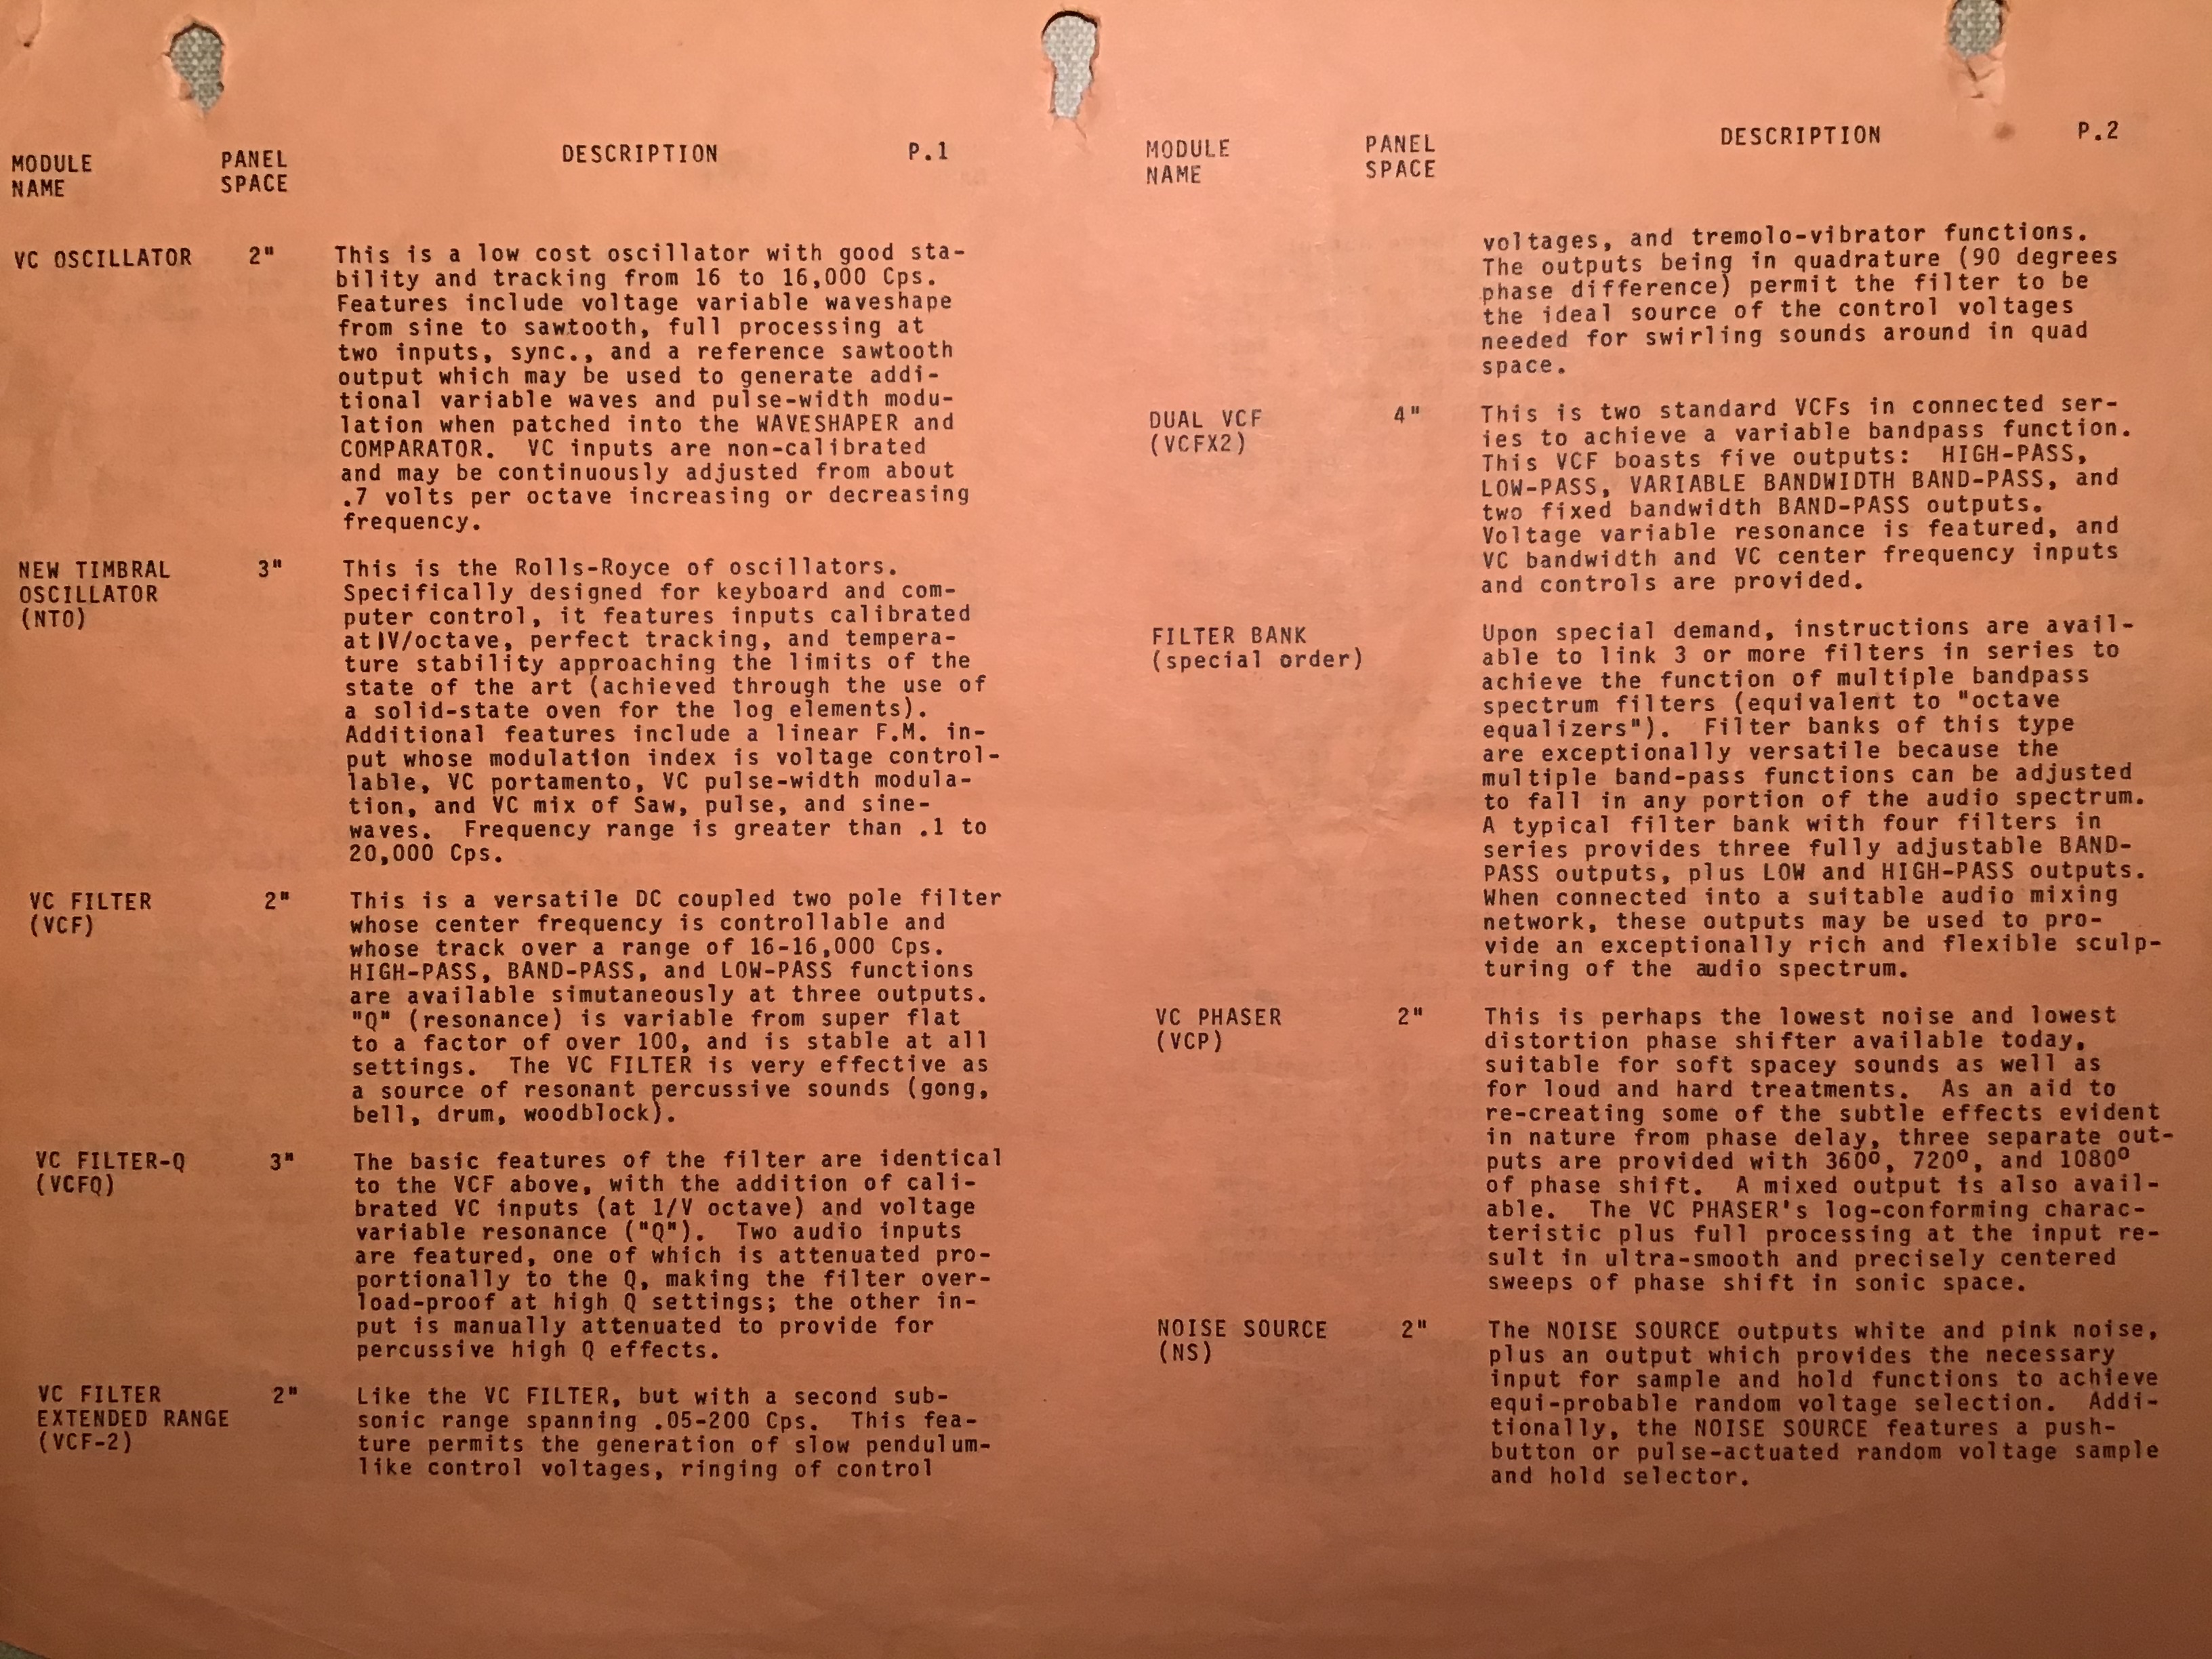 MODULE NAME PANEL SPACE DESCRIPTION P.1
VC OSCILLATOR 2" This is a low cost oscillator with good sta-
bility and tracking from 16 to 16,000 Cps.
Features include voltage variable waveshape
from sine to sawtooth, full processing at
two inputs, sync., and a reference sawtooth
output which may be used to generate addi-
tional variable waves and pulse-width modu-
lation when patched into the WAVESHAPER and
COMPARATOR. VC inputs are non-calibrated
and may be continuously adjusted from about
.7 volts per octave increasing or decreasing
frequency.
NEW TIMBRAL 3" This is the Rolls-Royce of oscillators.
OSCILLATOR Specifically designed for keyboard and com-
(NTO) puter control, it features inputs calibrated
at 1V/octave, perfect tracking, and tempera-
ture stability approaching the limits of the
state of the art (achieved through the use of
a solid-state oven for the log elements).
Additional features include a linear F.M. in-
put whose modulation index is voltage control-
lable, VC portamento, VC pulse-width modula-
tion, and VC mix of Saw, pulse, and sine-
waves. Frequency range is greater than .1 to
20,000 Cps.
VC FILTER 2" This is a versatile DC coupled two pole filter
(VCF) whose center frequency is controllable and
whose track over a range of 16-16,000 Cps.
HIGH-PASS, BAND-PASS, and LOW-PASS functions
are available simutaneously at three outputs.
"Q" (resonance) is variable from super flat
to a factor of over 100, and is stable at all
settings. The VC FILTER is very effective as
a source of resonant percussive sounds (gong,
bell, drum, woodblock).
VC FILTER-Q 3" The basic features of the filter are identical
(VCFQ) to the VCF above, with the addition of cali-
brated VC inputs (at 1/V octave) and voltage
variable resonance ("Q"). Two audio inputs
are featured, one of which is attenuated pro-
portionally to the Q, making the filter over-
load-proof at high Q settings; the other in-
put is manually attenuated to provide for
percussive high Q effects.
VC FILTER 2" Like the VC FILTER, but with a second sub-
EXTENDED RANGE sonic range spanning .05-200 Cps. This fea-
(VCF-2) ture permits the generation of slow pendulum-
like control voltages, ringing of control
MODULE NAME PANEL SPACE DESCRIPTION P.2
voltages, and tremolo-vibrator functions.
The outputs being in quadrature (90 degrees
phase difference) permit the filter to be
the ideal source of the control voltages
needed for swirling sounds around in quad
space.
DUAL VCF 4" This is two standard VCFs in connected ser-
(VCFX2) ies to achieve a variable bandpass function.
This VCF boasts five outputs: HIGH-PASS,
LOW-PASS, VARIABLE BANDWIDTH BAND-PASS, and
two fixed bandwidth BAND-PASS outputs.
Voltage variable resonance is featured, and
VC bandwidth and VC center frequency inputs
and controls are provided.
FILTER BANK Upon special demand, instructions are avail-
(special order) able to link 3 or more filters in series to
achieve the function of multiple bandpass
spectrum filters (equivalent to "octave
equalizers"). Filter banks of this type
are exceptionally versatile because the
multiple band-pass functions can be adjusted
to fall in any portion of the audio spectrum.
A typical filter bank with four filters in
series provides three fully adjustable BAND-
PASS outputs, plus LOW and HIGH-PASS outputs.
When connected into a suitable audio mixing
network, these outputs may be used to pro-
vide an exceptionally rich and flexible sculp-
turing of the audio spectrum.
VC PHASER 2" This is perhaps the lowest noise and lowest
(VCP) distortion phase shifter available today,
suitable for soft spacey sounds as well as
for loud and hard treatments. As an aid to
re-creating some of the subtle effects evident
in nature from phase delay, three separate out-
puts are provided with 360º, 720º, and 1080º
of phase shift. A mixed output is also avail-
able. The VC PHASER's log-conforming charac-
teristic plus full processing at the input re-
sult in ultra-smooth and precisely centered
sweeps of phase shift in sonic space.
NOISE SOURCE 2" The NOISE SOURCE outputs white and pink noise,
(NS) plus an output which provides the necessary
input for sample and hold functions to achieve
equi-probable random voltage selection. Addi-
tionally, the NOISE SOURCE features a push-
button or pulse-actuated random voltage sample
and hold selector.